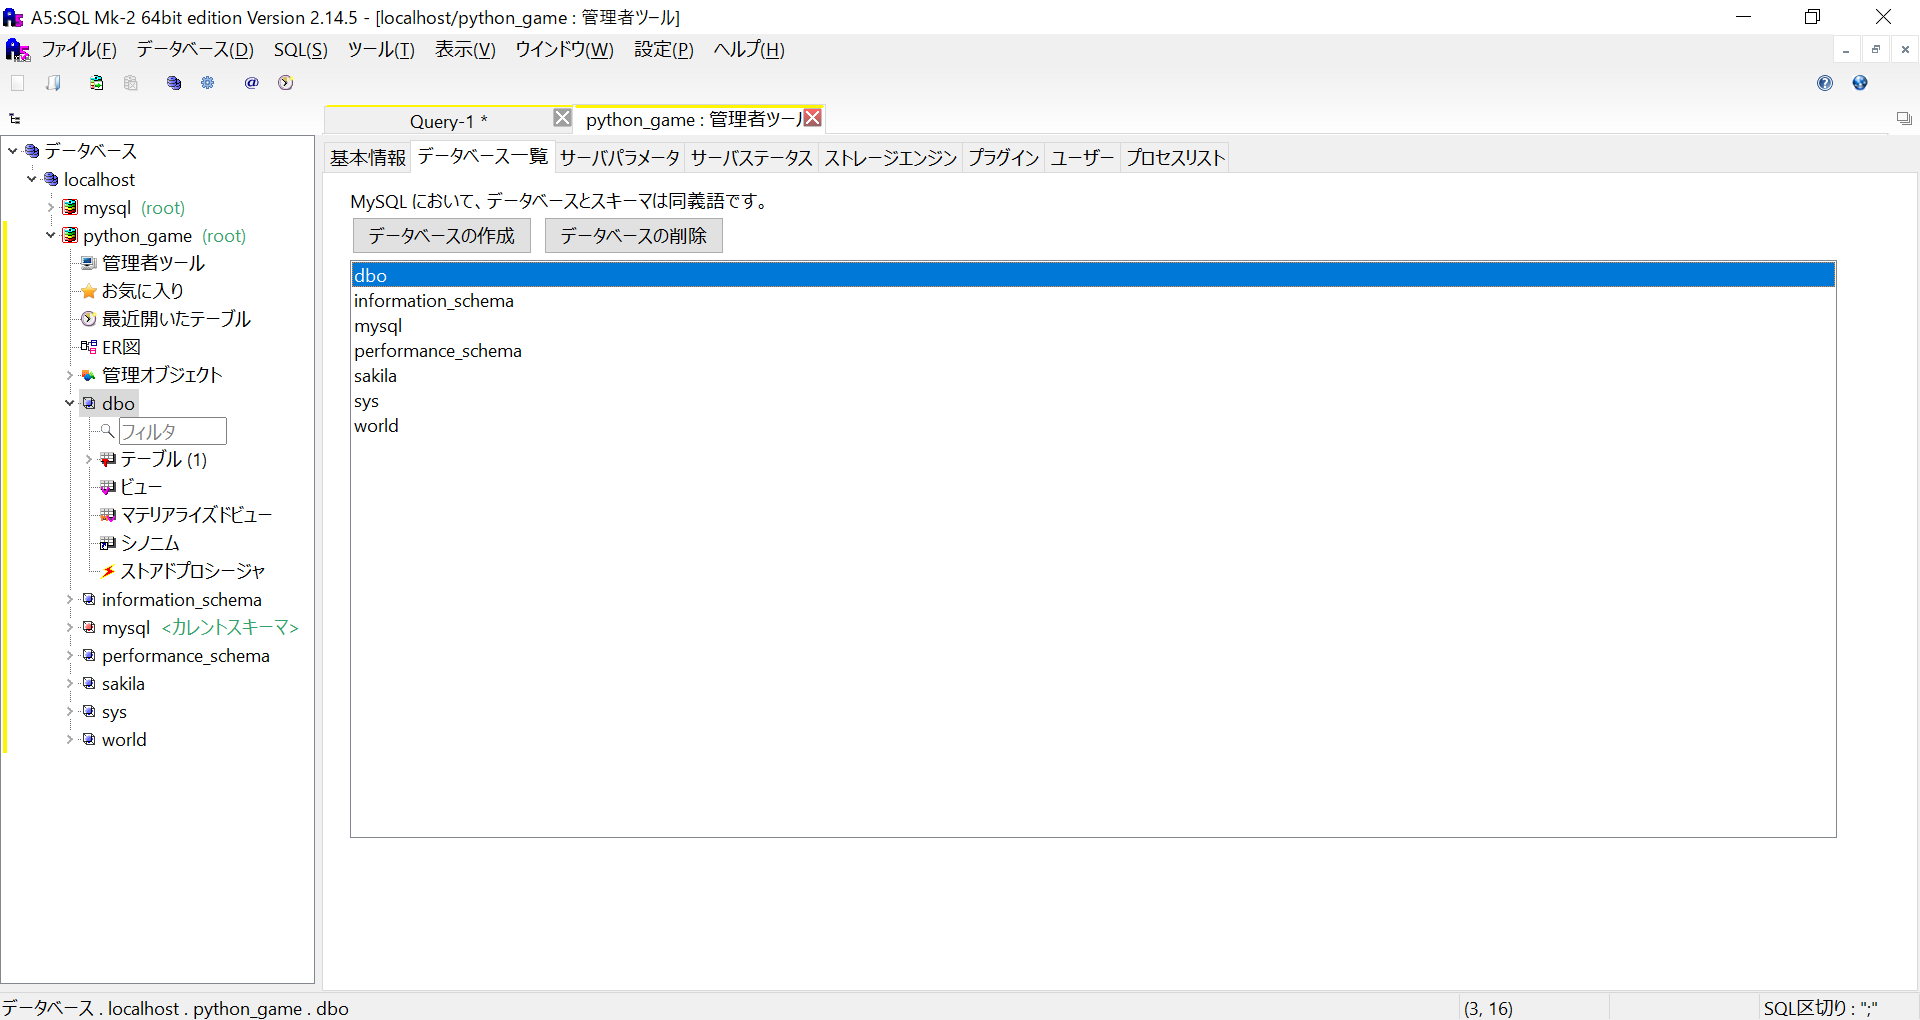 A5:SQL Mk-2 64bit edition Version 2.14.5 - [localhost/python_game : 管理者ツール]
ファイル(F) データベース(D) SQL(S) ツール(T) 表示(V) ウインドウ(W) 設定(P) ヘルプ(H)
Query-1 * python_game : 管理者ツール
基本情報 データベース一覧 サーバパラメータ サーバステータス ストレージエンジン プラグイン ユーザー プロセスリスト
データベース
localhost
mysql (root)
python_game (root)
管理者ツール
お気に入り
最近開いたテーブル
ER図
管理オブジェクト
dbo
フィルタ
テーブル (1)
ビュー
マテリアライズドビュー
シノニム
ストアドプロシージャ
information_schema
mysql <カレントスキーマ>
performance_schema
sakila
sys
world
MySQL において、データベースとスキーマは同義語です。
データベースの作成 データベースの削除
dbo
information_schema
mysql
performance_schema
sakila
sys
world
データベース . localhost . python_game . dbo (3, 16) SQL区切り : ";"